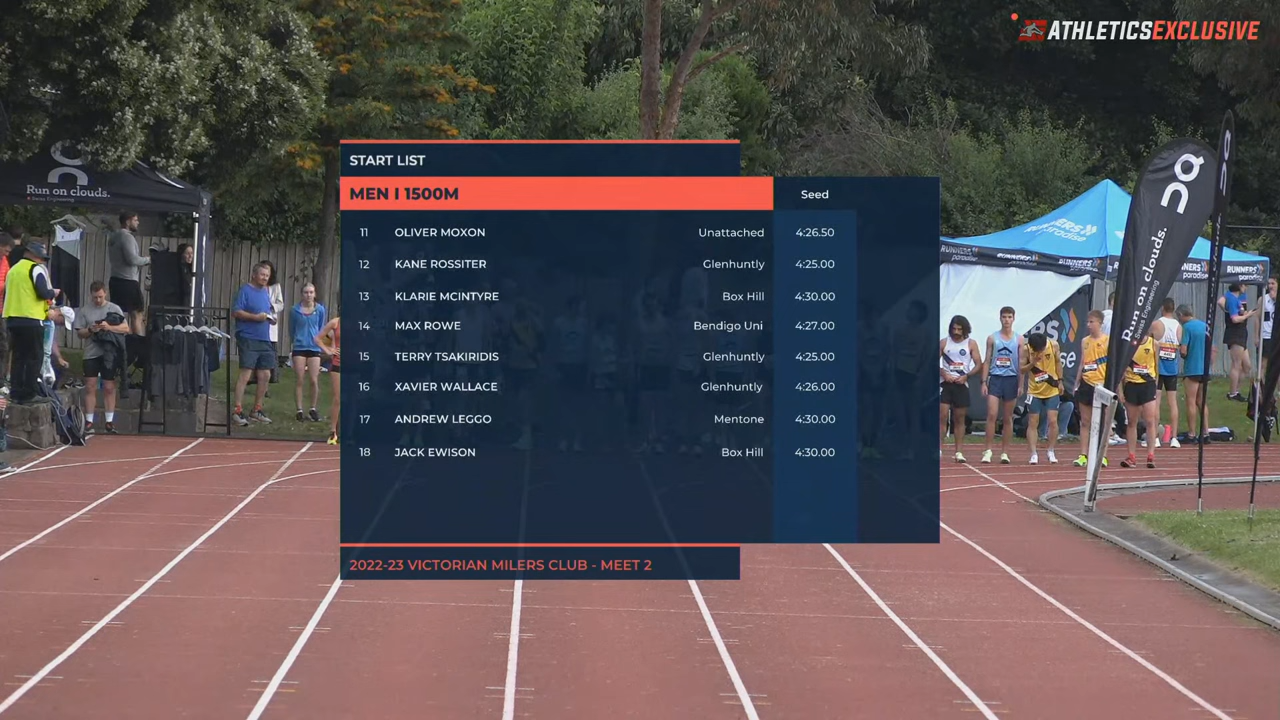 ATHLETICSEXCLUSIVE
START LIST
MEN I 1500M Seed
11 OLIVER MOXON Unattached 4:26.50
12 KANE ROSSITER Glenhuntly 4:25.00
13 KLARIE MCINTYRE Box Hill 4:30.00
14 MAX ROWE Bendigo Uni 4:27.00
15 TERRY TSAKIRIDIS Glenhuntly 4:25.00
16 XAVIER WALLACE Glenhuntly 4:26.00
17 ANDREW LEGGO Mentone 4:30.00
18 JACK EWISON Box Hill 4:30.00
2022-23 VICTORIAN MILERS CLUB - MEET 2
Run on clouds.
Swiss Engineering
Run on clouds.
RUNNERS
paradise